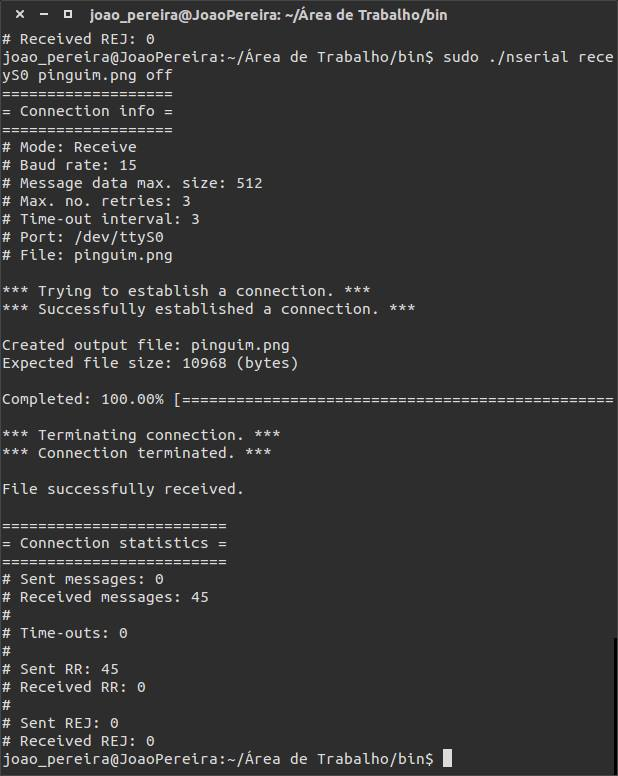 joao_pereira@JoaoPereira: ~/Área de Trabalho/bin
# Received REJ: 0
joao_pereira@JoaoPereira:~/Área de Trabalho/bin$ sudo ./nserial rece
yS0 pinguim.png off
===================
= Connection info =
===================
# Mode: Receive
# Baud rate: 15
# Message data max. size: 512
# Max. no. retries: 3
# Time-out interval: 3
# Port: /dev/ttyS0
# File: pinguim.png
*** Trying to establish a connection. ***
*** Successfully established a connection. ***
Created output file: pinguim.png
Expected file size: 10968 (bytes)
Completed: 100.00% [================================================
*** Terminating connection. ***
*** Connection terminated. ***
File successfully received.
=========================
= Connection statistics =
=========================
# Sent messages: 0
# Received messages: 45
#
# Time-outs: 0
#
# Sent RR: 45
# Received RR: 0
#
# Sent REJ: 0
# Received REJ: 0
joao_pereira@JoaoPereira:~/Área de Trabalho/bin$